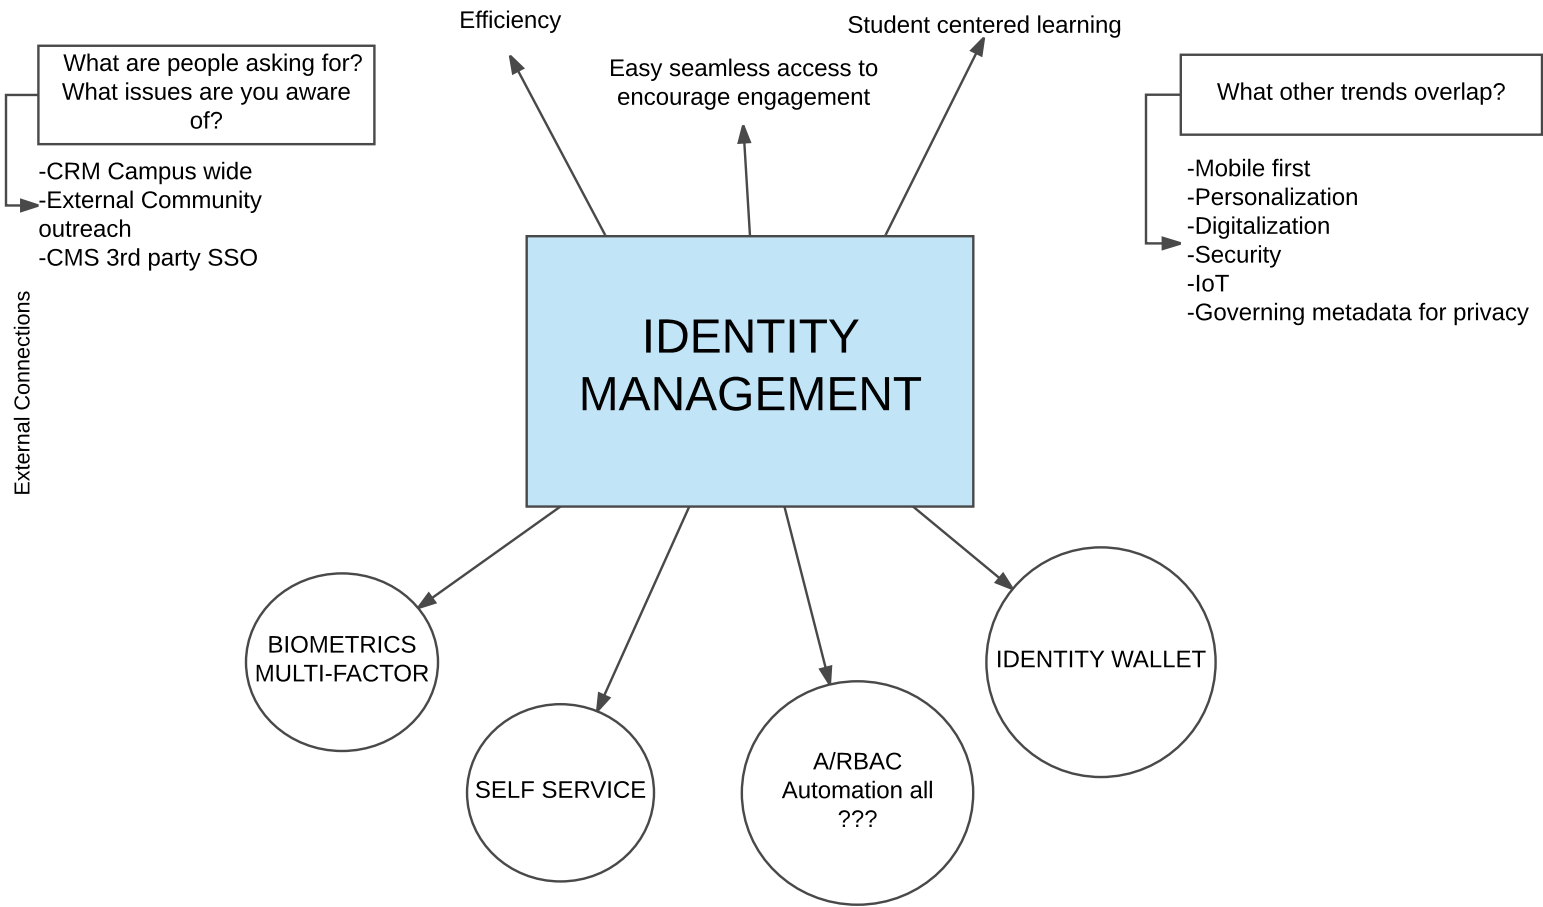 Efficiency
Student centered learning
What are people asking for?
What issues are you aware
of?
Easy seamless access to
encourage engagement
What other trends overlap?
-CRM Campus wide
-External Community
outreach
-CMS 3rd party SSO
-Mobile first
-Personalization
-Digitalization
-Security
-IoT
-Governing metadata for privacy
External Connections
IDENTITY
MANAGEMENT
BIOMETRICS
MULTI-FACTOR
SELF SERVICE
A/RBAC
Automation all
???
IDENTITY WALLET